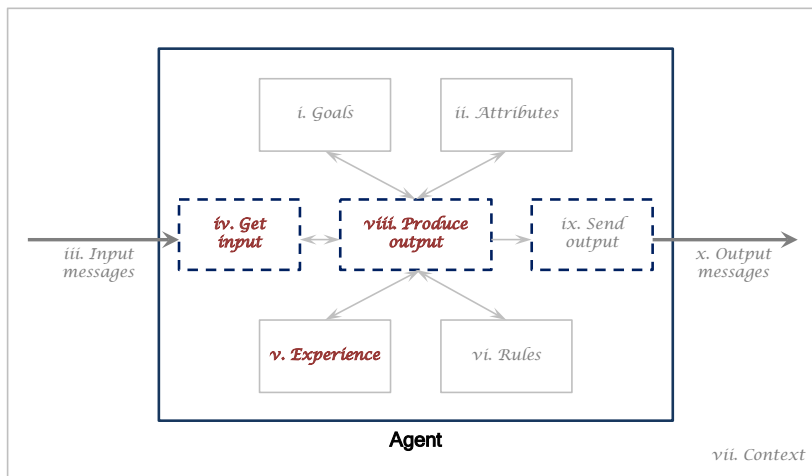 i. Goals
ii. Attributes
iv. Get
input
viii. Produce
output
ix. Send
output
iii. Input
messages
x. Output
messages
v. Experience
vi. Rules
Agent
vii. Context